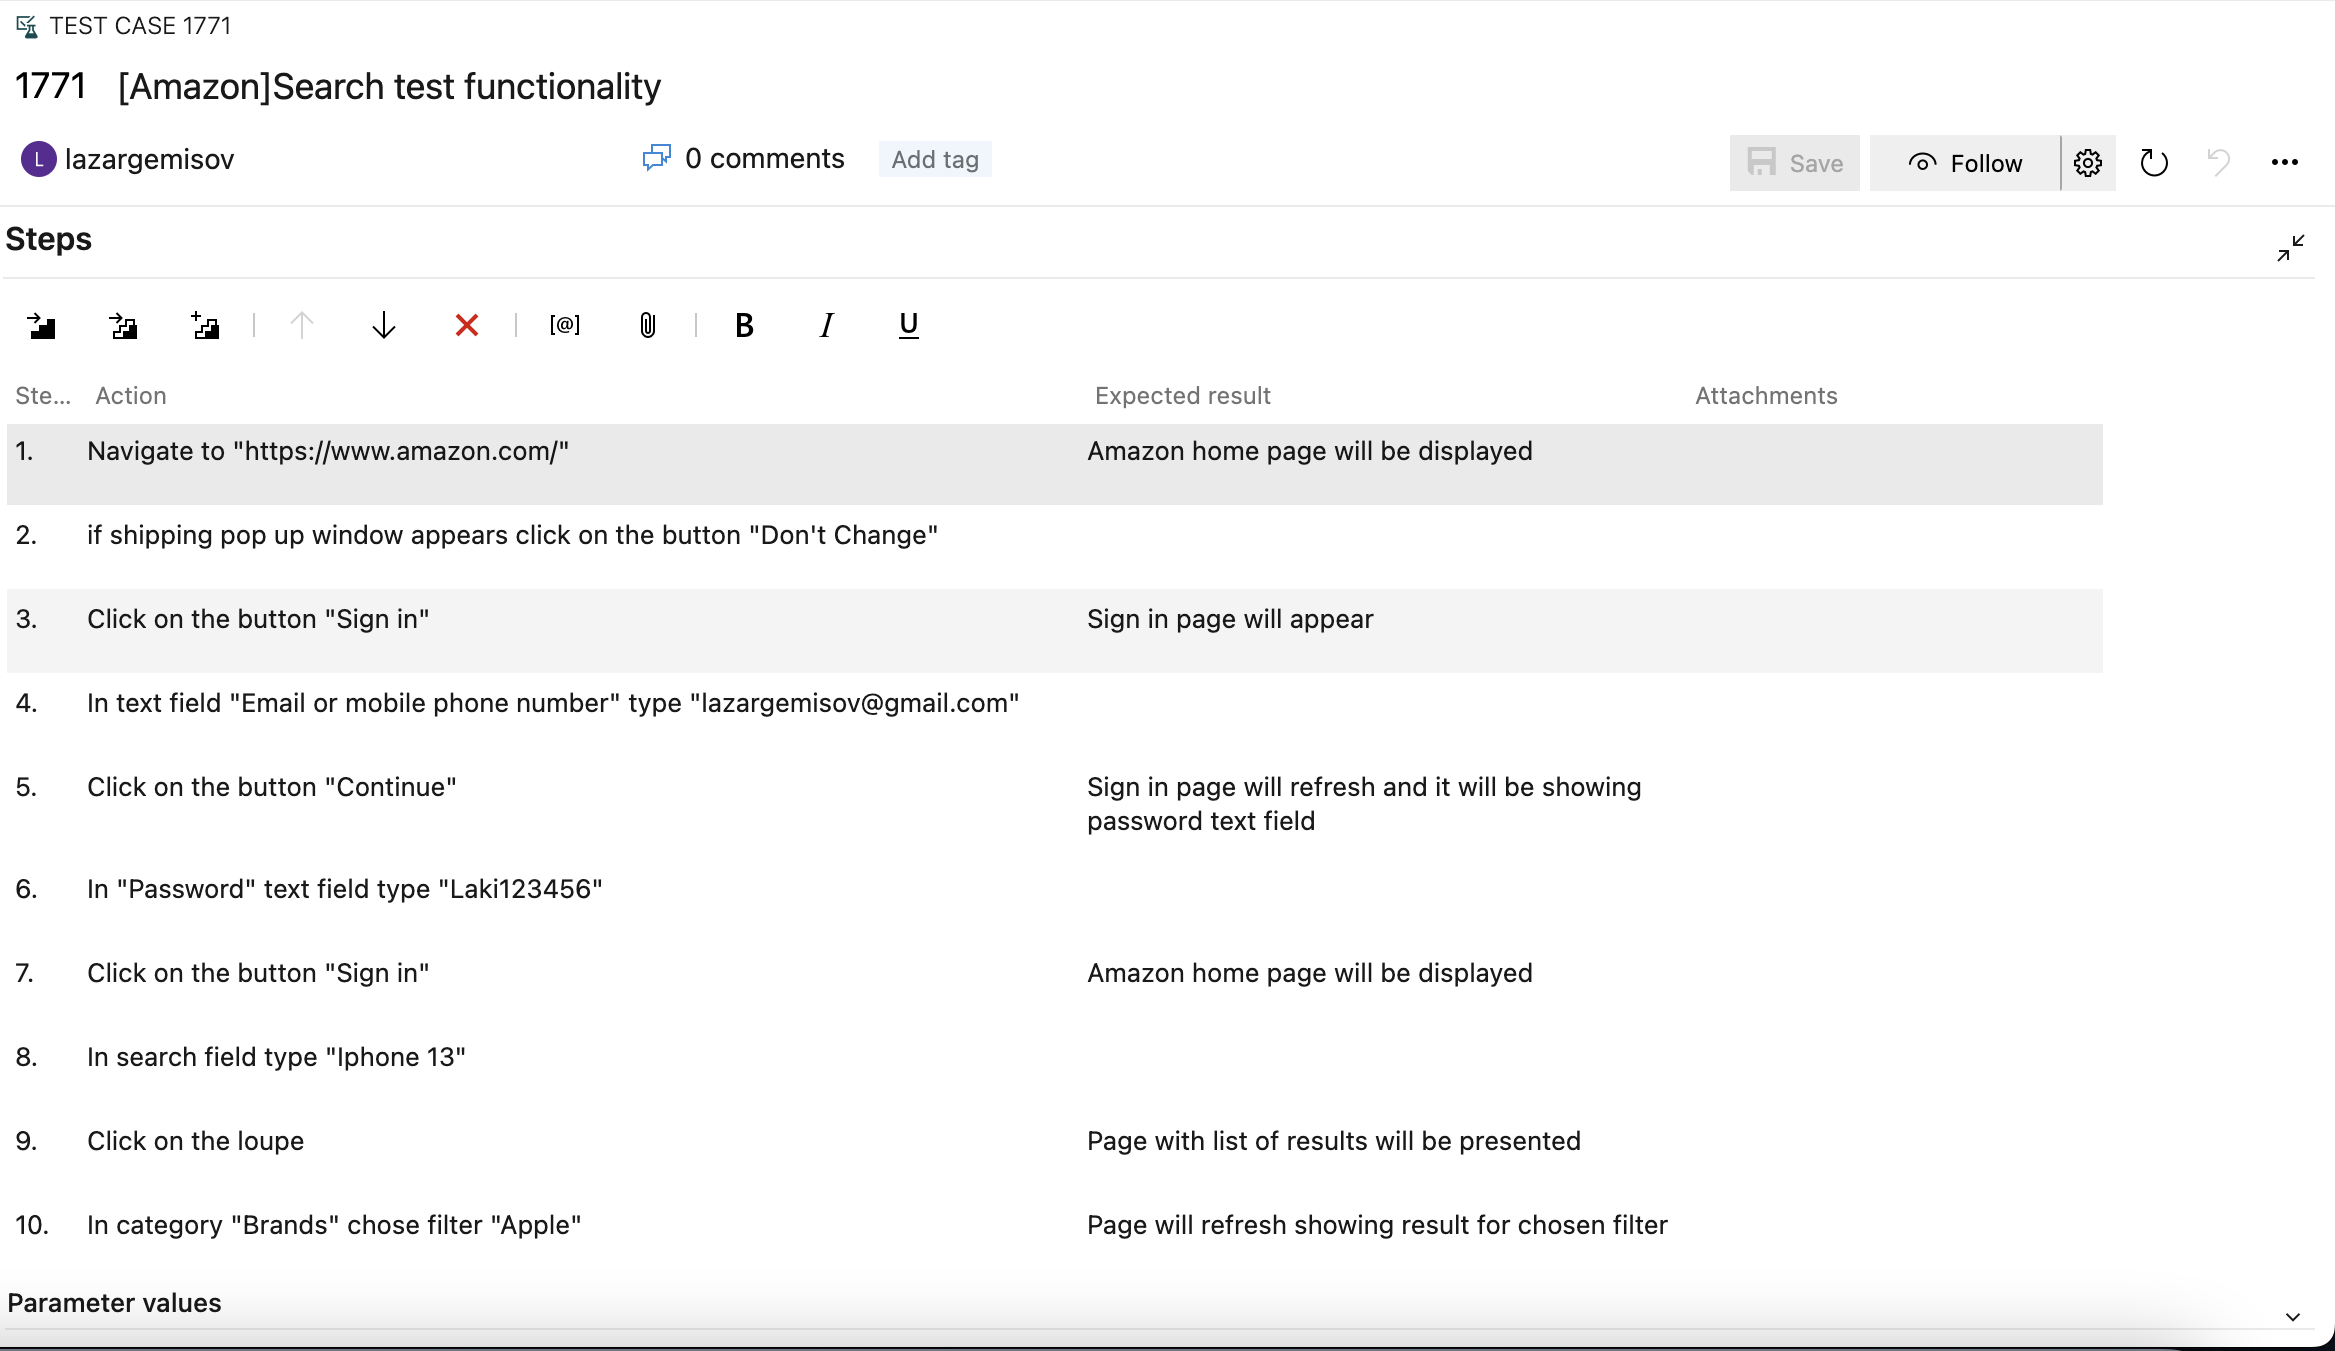 TEST CASE 1771
1771 [Amazon]Search test functionality
L lazargemisov 0 comments Add tag Save Follow
Steps
[@] B I U
Ste... Action Expected result Attachments
1. Navigate to "https://www.amazon.com/" Amazon home page will be displayed
2. if shipping pop up window appears click on the button "Don't Change"
3. Click on the button "Sign in" Sign in page will appear
4. In text field "Email or mobile phone number" type "lazargemisov@gmail.com"
5. Click on the button "Continue" Sign in page will refresh and it will be showing
password text field
6. In "Password" text field type "Laki123456"
7. Click on the button "Sign in" Amazon home page will be displayed
8. In search field type "Iphone 13"
9. Click on the loupe Page with list of results will be presented
10. In category "Brands" chose filter "Apple" Page will refresh showing result for chosen filter
Parameter values